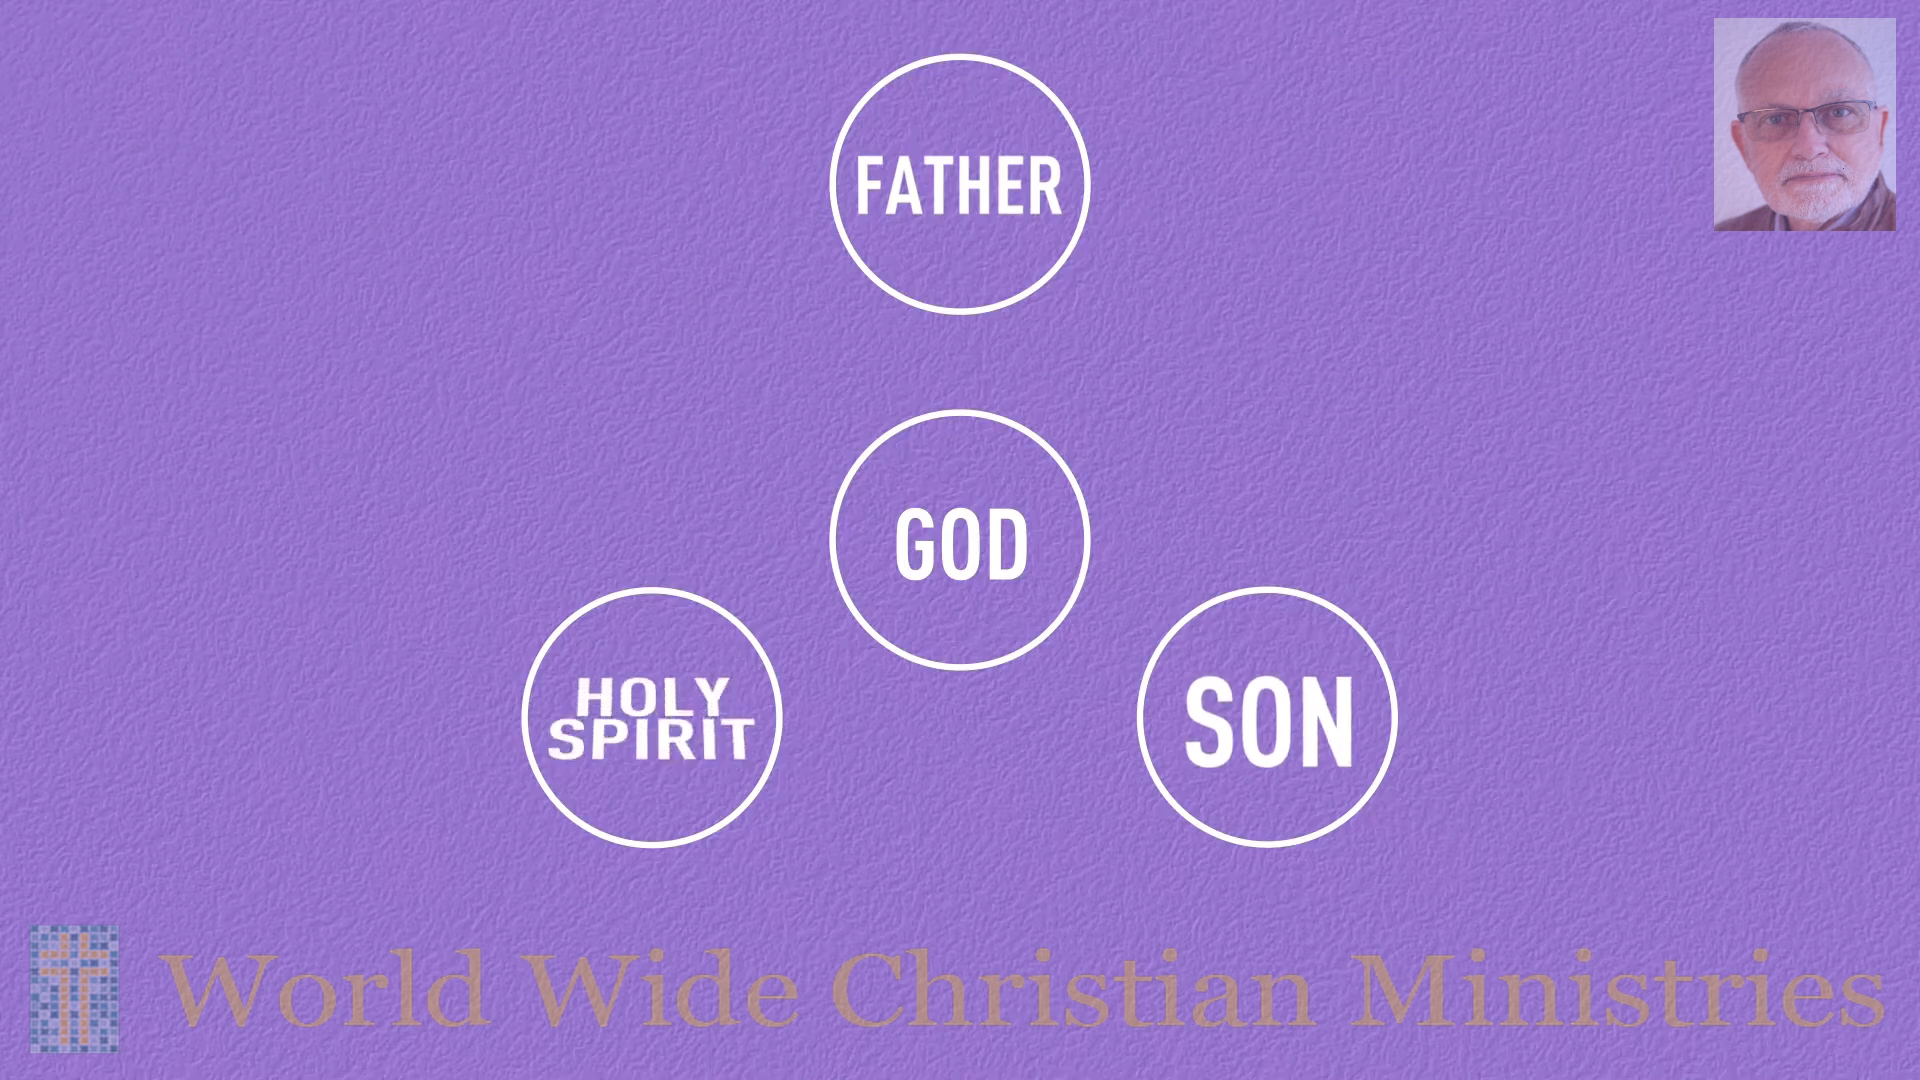 FATHER
GOD
HOLY
SPIRIT
SON
World Wide Christian Ministries